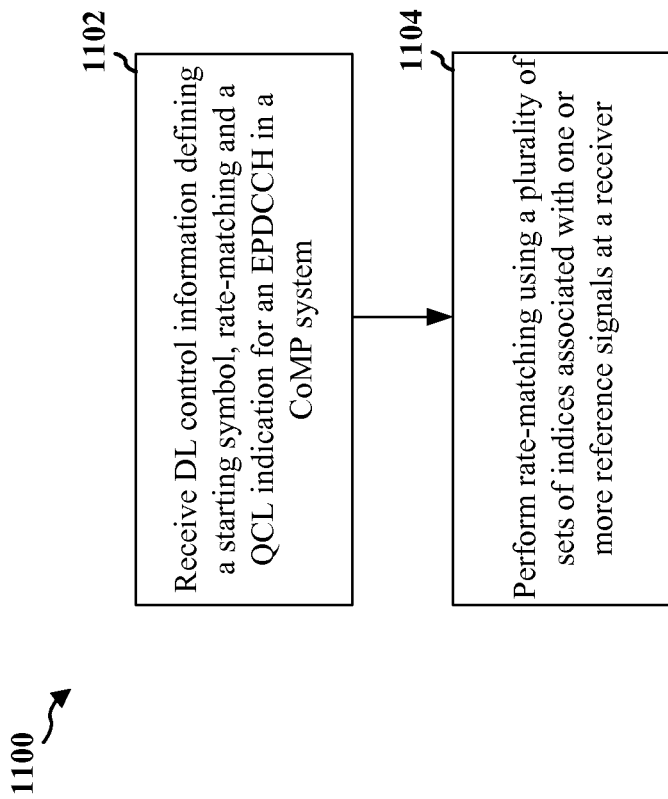 1100
1102
Receive DL control information defining
a starting symbol, rate-matching and a
QCL indication for an EPDCCH in a
CoMP system
1104
Perform rate-matching using a plurality of
sets of indices associated with one or
more reference signals at a receiver